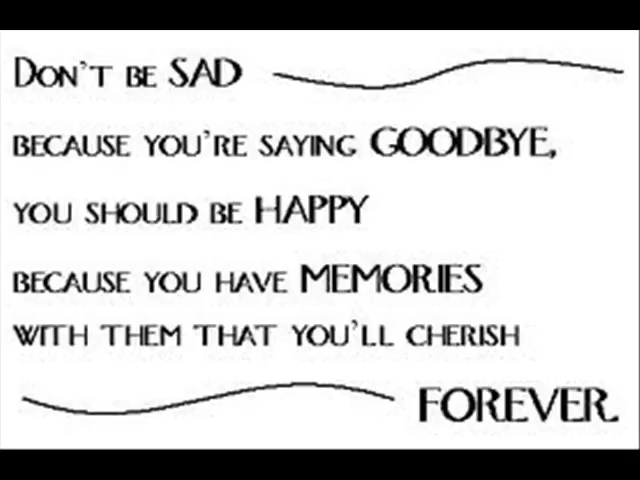 Don't be SAD
because you're saying GOODBYE,
you should be HAPPY
because you have MEMORIES
with them that you'll cherish
FOREVER.